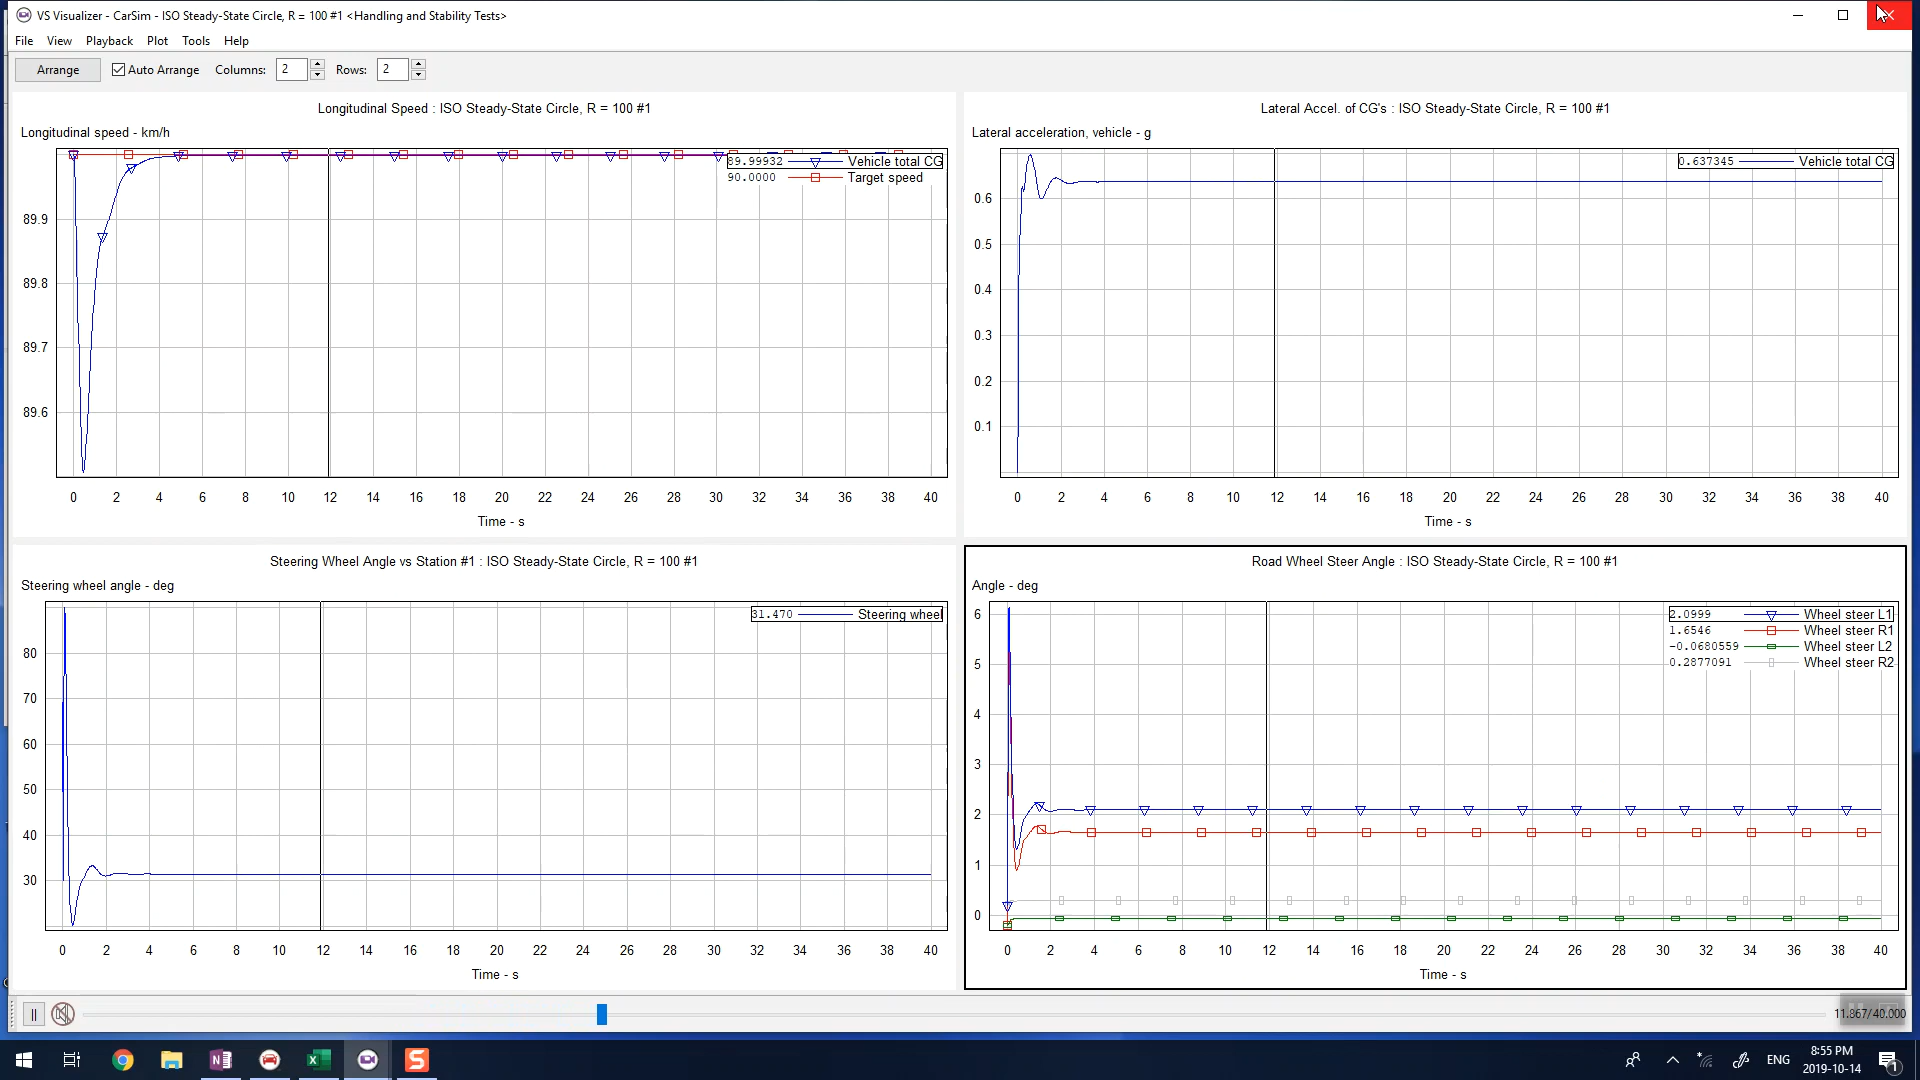 VS Visualizer - CarSim - ISO Steady-State Circle, R = 100 #1 <Handling and Stability Tests>
File View Playback Plot Tools Help
Arrange Auto Arrange Columns: 2 Rows: 2
Longitudinal Speed : ISO Steady-State Circle, R = 100 #1
Longitudinal speed - km/h
89.99932 Vehicle total CG
90.0000 Target speed
89.9
89.8
89.7
89.6
0 2 4 6 8 10 12 14 16 18 20 22 24 26 28 30 32 34 36 38 40
Time - s
Lateral Accel. of CG's : ISO Steady-State Circle, R = 100 #1
Lateral acceleration, vehicle - g
0.637345 Vehicle total CG
0.6
0.5
0.4
0.3
0.2
0.1
0 2 4 6 8 10 12 14 16 18 20 22 24 26 28 30 32 34 36 38 40
Time - s
Steering Wheel Angle vs Station #1 : ISO Steady-State Circle, R = 100 #1
Steering wheel angle - deg
31.470 Steering wheel
80
70
60
50
40
30
0 2 4 6 8 10 12 14 16 18 20 22 24 26 28 30 32 34 36 38 40
Time - s
Road Wheel Steer Angle : ISO Steady-State Circle, R = 100 #1
Angle - deg
2.0999 Wheel steer L1
1.6546 Wheel steer R1
-0.0680559 Wheel steer L2
0.2877091 Wheel steer R2
6
5
4
3
2
1
0
0 2 4 6 8 10 12 14 16 18 20 22 24 26 28 30 32 34 36 38 40
Time - s
11.867/40.000
ENG
8:55 PM
2019-10-14
1